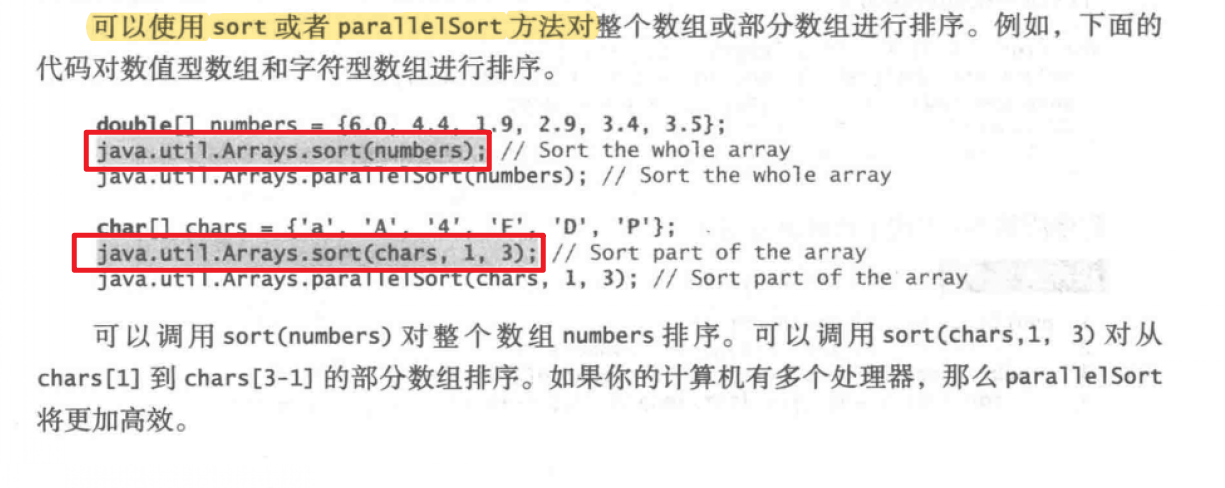 可以使用 sort 或者 parallelSort 方法对整个数组或部分数组进行排序。例如，下面的
代码对数值型数组和字符型数组进行排序。
double[] numbers = {6.0, 4.4, 1.9, 2.9, 3.4, 3.5};
java.util.Arrays.sort(numbers); // Sort the whole array
java.util.Arrays.parallelSort(numbers); // Sort the whole array
char[] chars = {'a', 'A', '4', 'F', 'D', 'P'};
java.util.Arrays.sort(chars, 1, 3); // Sort part of the array
java.util.Arrays.parallelSort(chars, 1, 3); // Sort part of the array
可以调用 sort(numbers) 对整个数组 numbers 排序。可以调用 sort(chars,1, 3) 对从
chars[1] 到 chars[3-1] 的部分数组排序。如果你的计算机有多个处理器，那么 parallelSort
将更加高效。